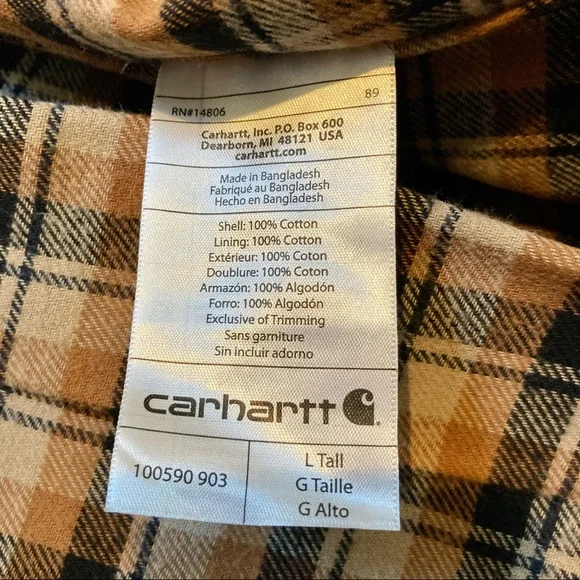 RN#14806 89
Carhartt, Inc. P.O. Box 600
Dearborn, MI 48121 USA
carhartt.com
Made in Bangladesh
Fabriqué au Bangladesh
Hecho en Bangladesh
Shell: 100% Cotton
Lining: 100% Cotton
Extérieur: 100% Coton
Doublure: 100% Coton
Armazón: 100% Algodón
Forro: 100% Algodón
Exclusive of Trimming
Sans garniture
Sin incluir adorno
carhartt
100590 903
L Tall
G Taille
G Alto